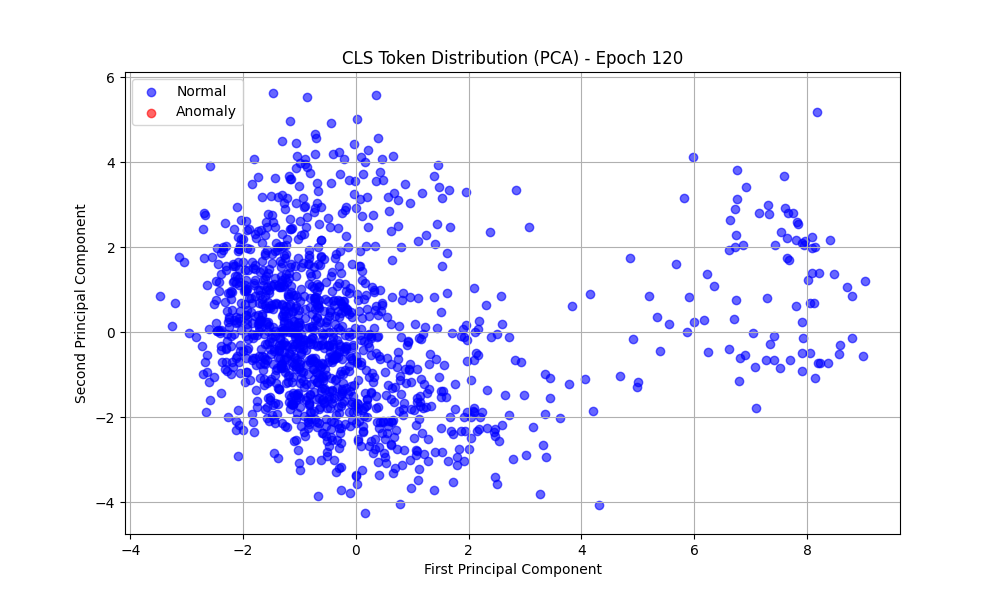 CLS Token Distribution (PCA) - Epoch 120
Normal
Anomaly
Second Principal Component
6
4
2
0
−2
−4
−4
−2
0
2
4
6
8
First Principal Component